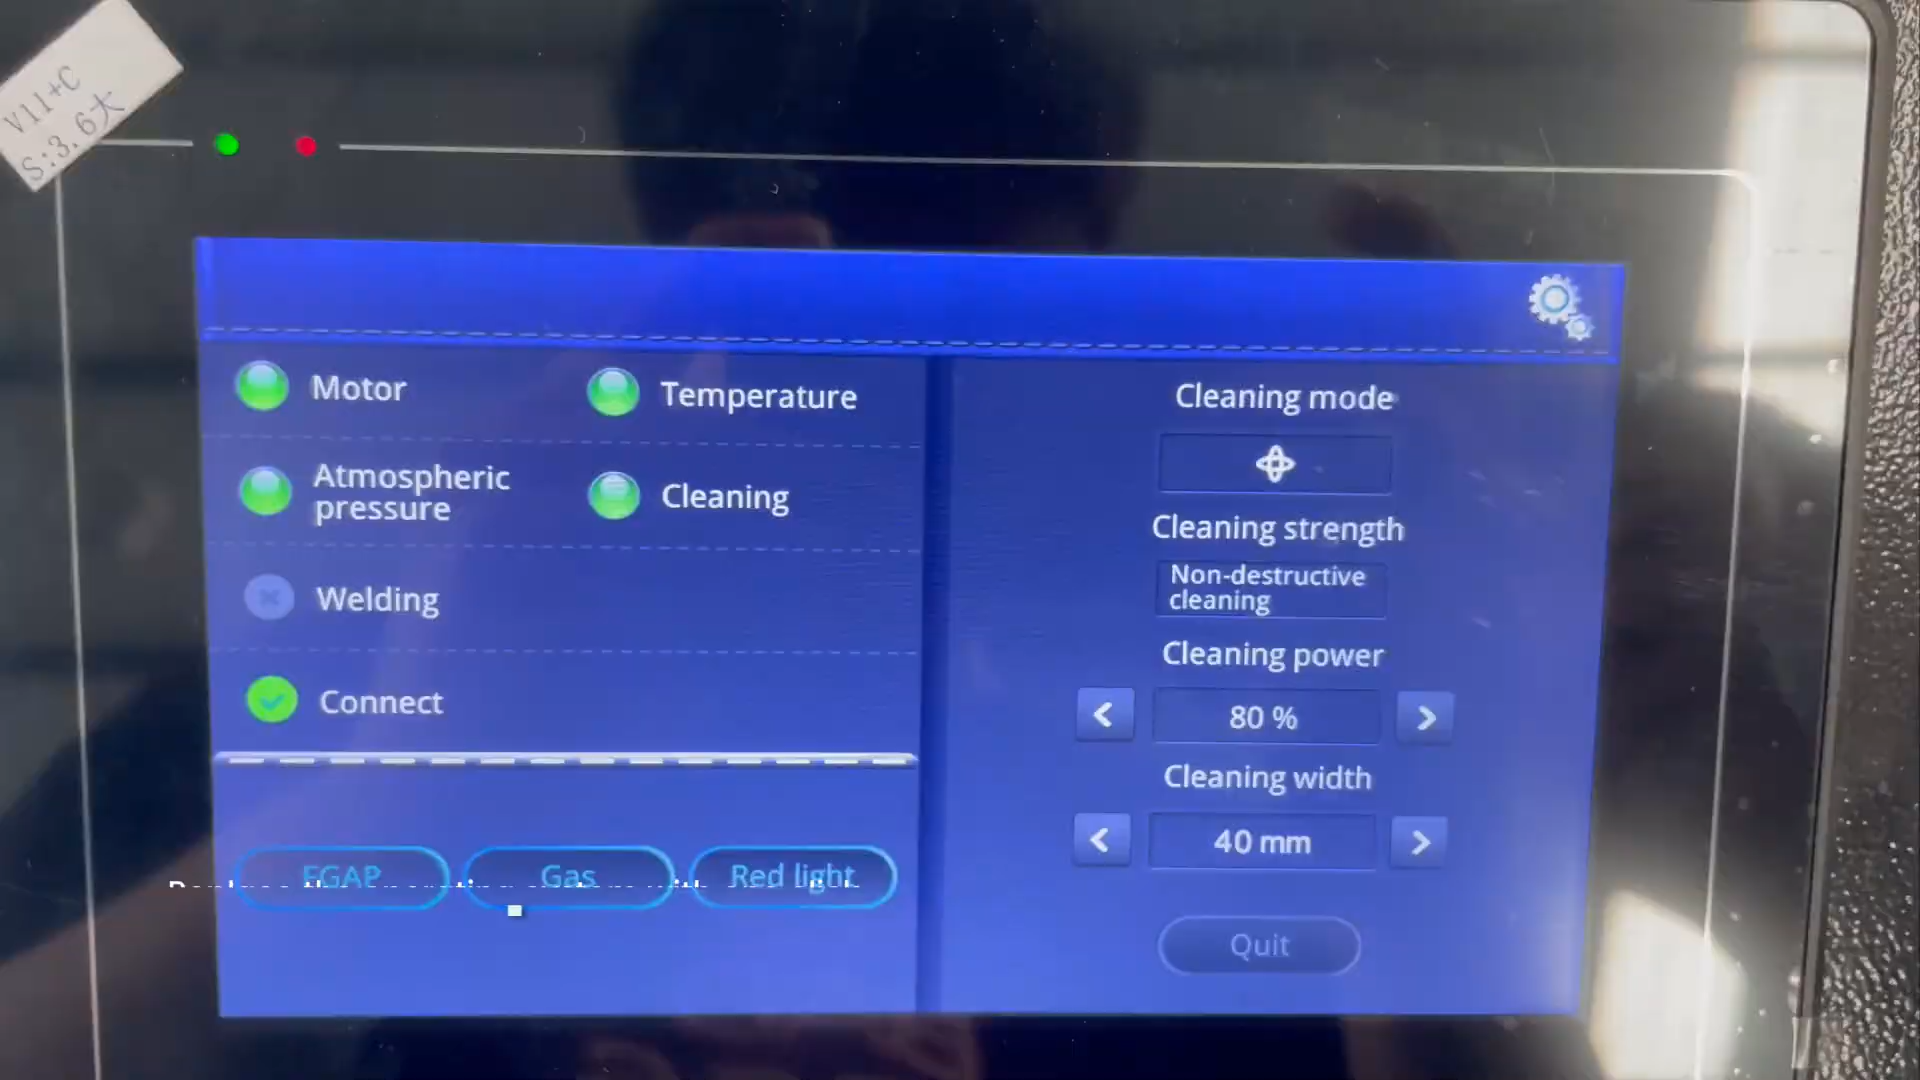 V11+C
S:3.6大
Motor
Temperature
Atmospheric
pressure
Cleaning
Welding
Connect
FGAP
Gas
Red light
Cleaning mode
Cleaning strength
Non-destructive
cleaning
Cleaning power
80 %
Cleaning width
40 mm
Quit